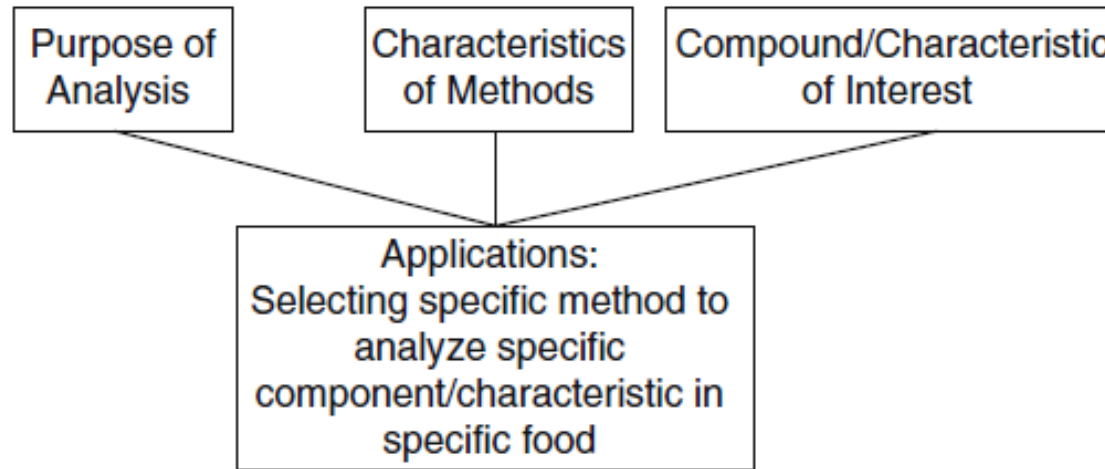 Purpose of
Analysis
Characteristics
of Methods
Compound/Characteristic
of Interest
Applications:
Selecting specific method to
analyze specific
component/characteristic in
specific food